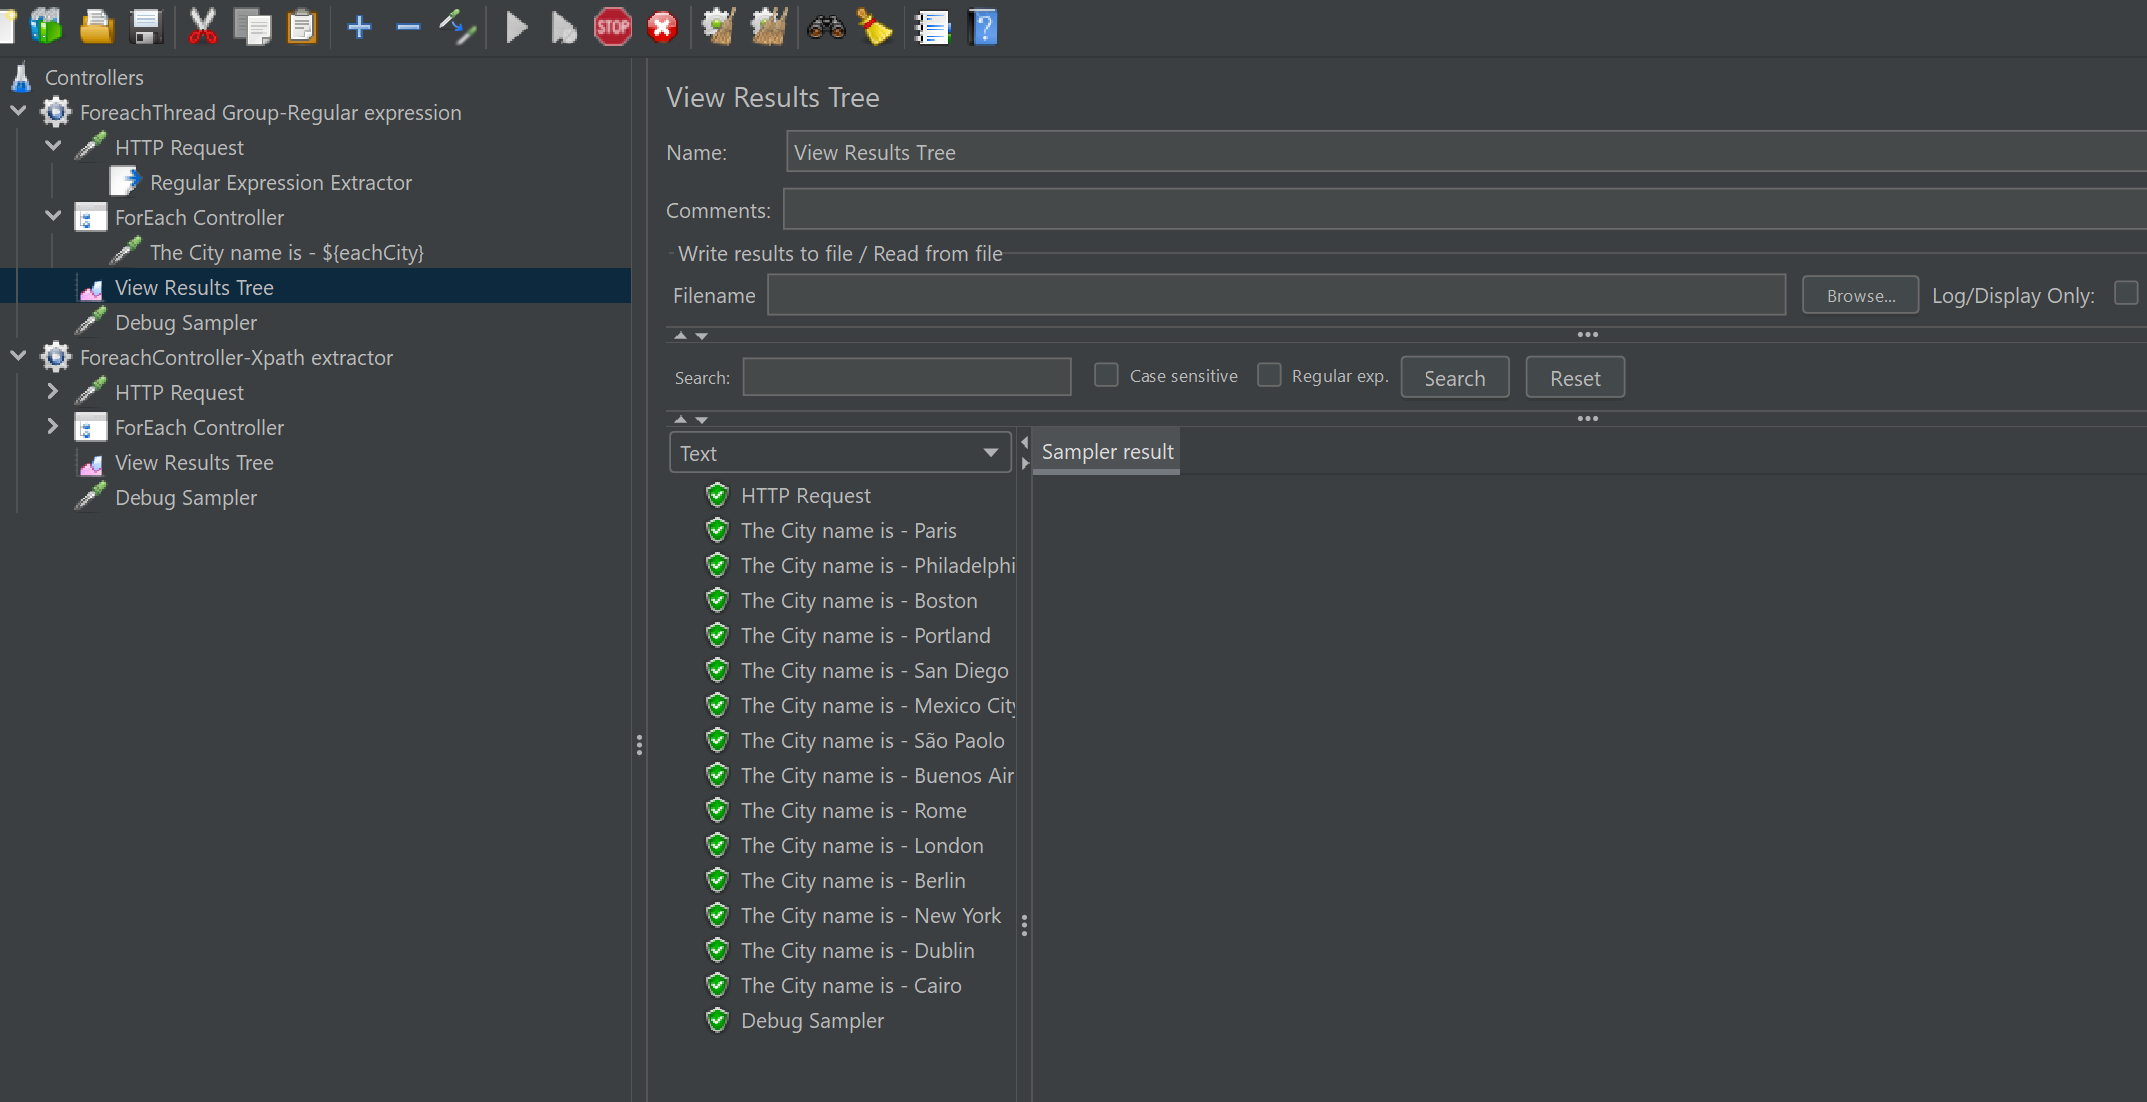 STOP
Controllers
ForeachThread Group-Regular expression
HTTP Request
Regular Expression Extractor
ForEach Controller
The City name is - ${eachCity}
View Results Tree
Debug Sampler
ForeachController-Xpath extractor
HTTP Request
ForEach Controller
View Results Tree
Debug Sampler
View Results Tree
Name: View Results Tree
Comments:
Write results to file / Read from file
Filename Browse... Log/Display Only:
Search: Case sensitive Regular exp. Search Reset
Text
Sampler result
HTTP Request
The City name is - Paris
The City name is - Philadelphi
The City name is - Boston
The City name is - Portland
The City name is - San Diego
The City name is - Mexico City
The City name is - São Paolo
The City name is - Buenos Air
The City name is - Rome
The City name is - London
The City name is - Berlin
The City name is - New York
The City name is - Dublin
The City name is - Cairo
Debug Sampler